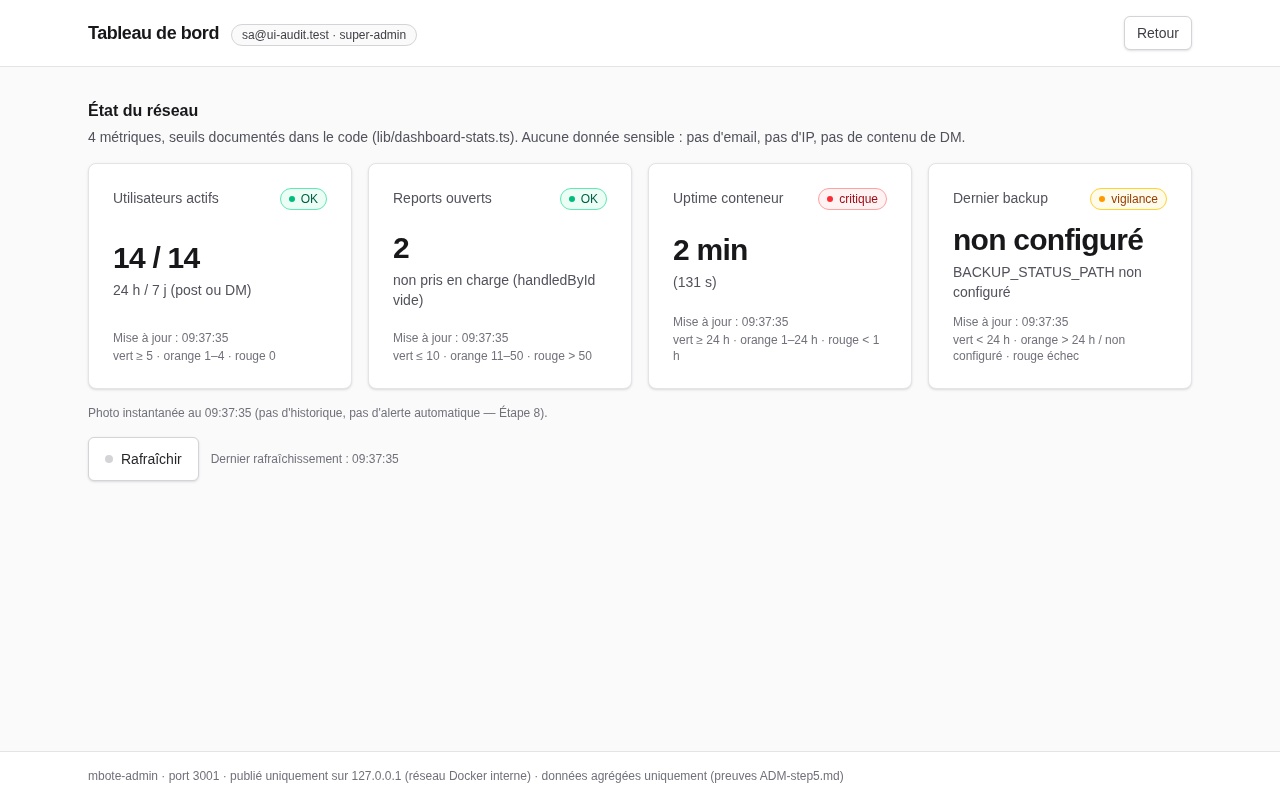 Tableau de bord
sa@ui-audit.test · super-admin
Retour
État du réseau
4 métriques, seuils documentés dans le code (lib/dashboard-stats.ts). Aucune donnée sensible : pas d'email, pas d'IP, pas de contenu de DM.
Utilisateurs actifs
OK
14 / 14
24 h / 7 j (post ou DM)
Mise à jour : 09:37:35
vert ≥ 5 · orange 1–4 · rouge 0
Reports ouverts
OK
2
non pris en charge (handledById
vide)
Mise à jour : 09:37:35
vert ≤ 10 · orange 11–50 · rouge > 50
Uptime conteneur
critique
2 min
(131 s)
Mise à jour : 09:37:35
vert ≥ 24 h · orange 1–24 h · rouge < 1
h
Dernier backup
vigilance
non configuré
BACKUP_STATUS_PATH non
configuré
Mise à jour : 09:37:35
vert < 24 h · orange > 24 h / non
configuré · rouge échec
Photo instantanée au 09:37:35 (pas d'historique, pas d'alerte automatique — Étape 8).
Rafraîchir
Dernier rafraîchissement : 09:37:35
mbote-admin · port 3001 · publié uniquement sur 127.0.0.1 (réseau Docker interne) · données agrégées uniquement (preuves ADM-step5.md)